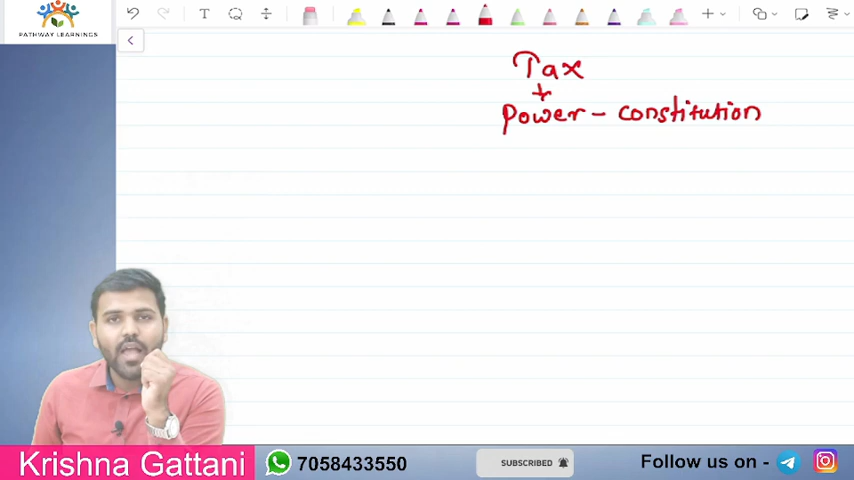 PATHWAY LEARNINGS
T
Tax
Power - constitution
Krishna Gattani
7058433550
SUBSCRIBED
Follow us on -